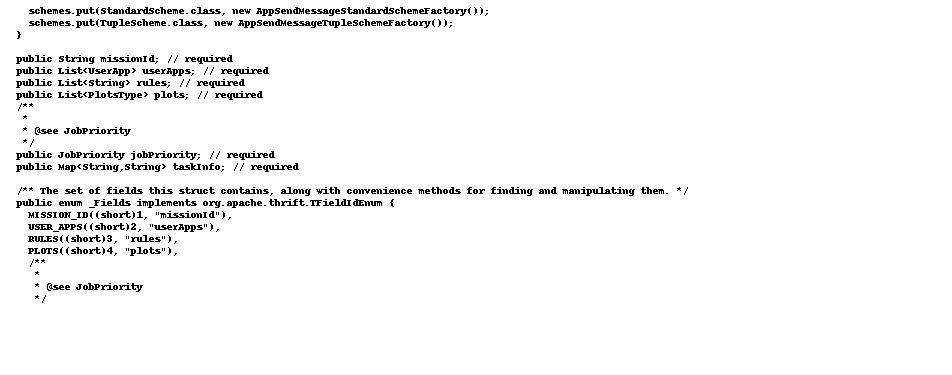 schemes.put(StandardScheme.class, new AppSendMessageStandardSchemeFactory());
schemes.put(TupleScheme.class, new AppSendMessageTupleSchemeFactory());
}
public String missionId; // required
public List<UserApp> userApps; // required
public List<String> rules; // required
public List<PlotsType> plots; // required
/**
*
* @see JobPriority
*/
public JobPriority jobPriority; // required
public Map<String,String> taskInfo; // required
/** The set of fields this struct contains, along with convenience methods for finding and manipulating them. */
public enum _Fields implements org.apache.thrift.TFieldIdEnum {
MISSION_ID((short)1, "missionId"),
USER_APPS((short)2, "userApps"),
RULES((short)3, "rules"),
PLOTS((short)4, "plots"),
/**
*
* @see JobPriority
*/